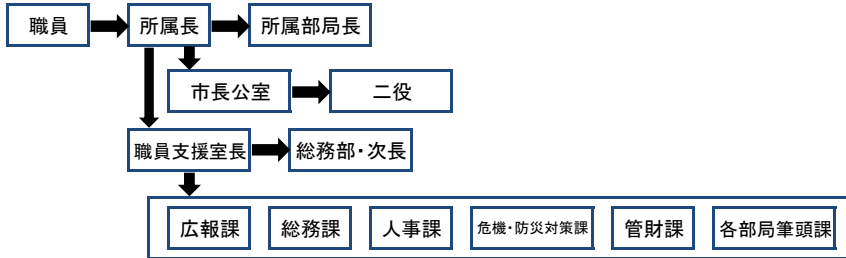 職員
所属長
所属部局長
市長公室
二役
職員支援室長
総務部・次長
広報課
総務課
人事課
危機・防災対策課
管財課
各部局筆頭課